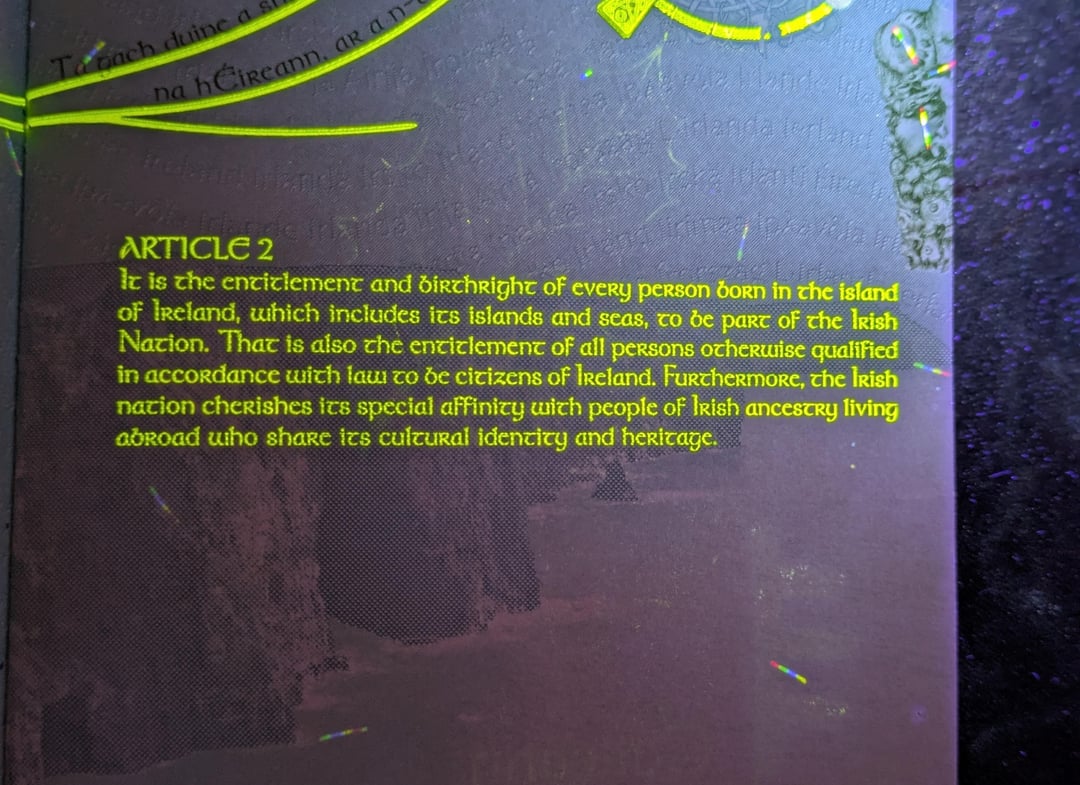 Tá gach duine a
na hÉireann, ar a n-
ARTICLE 2
It is the entitlement and birthright of every person born in the island
of Ireland, which includes its islands and seas, to be part of the Irish
Nation. That is also the entitlement of all persons otherwise qualified
in accordance with law to be citizens of Ireland. Furthermore, the Irish
nation cherishes its special affinity with people of Irish ancestry living
abroad who share its cultural identity and heritage.